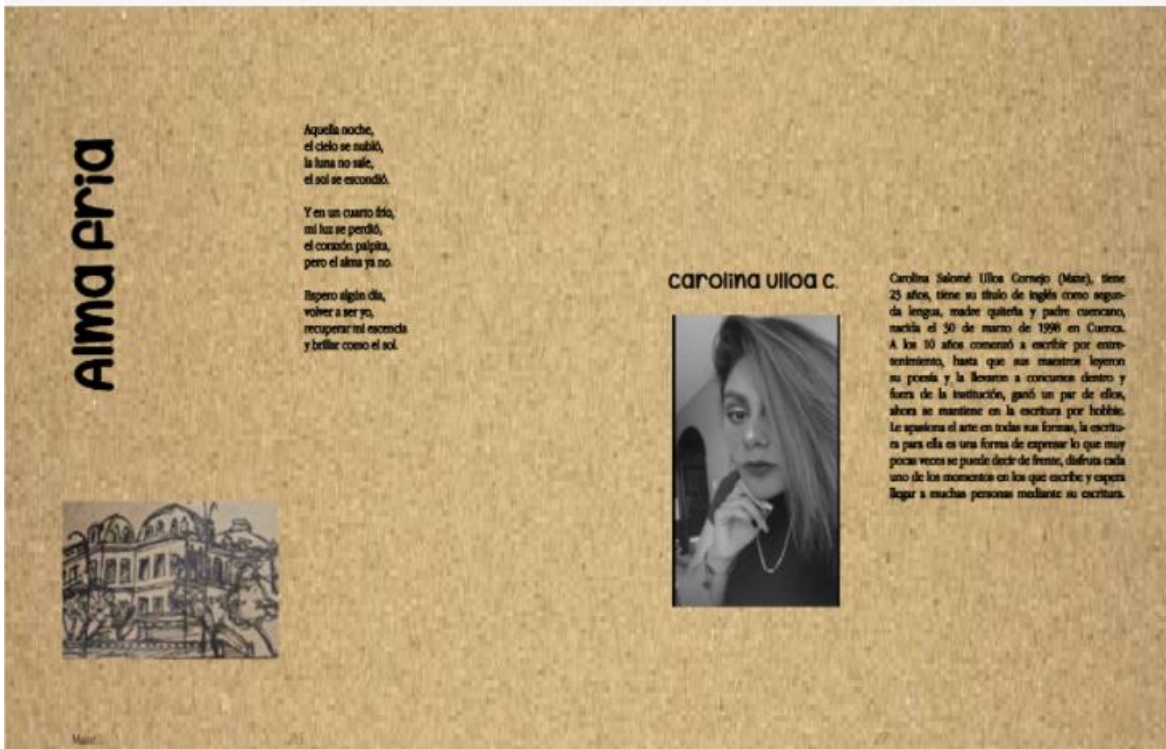 Alma fria
Aquella noche,
el cielo se nubló,
la luna no sale,
el sol se escondió.
Y en un cuarto frío,
mi luz se perdió,
el corazón palpita,
pero el alma ya no.
Espero algún día,
volver a ser yo,
recuperar mi escencia
y brillar como el sol.
Carolina Ulloa C.
Carolina Salomé Ulloa Cornejo (Mane), tiene
23 años, tiene su título de inglés como segun-
da lengua, madre quiteña y padre cuencano,
nacida el 30 de marzo de 1998 en Cuenca.
A los 10 años comenzó a escribir por entre-
tenimiento, hasta que sus maestros leyeron
su poesía y la llevaron a concursos dentro y
fuera de la institución, ganó un par de ellos,
ahora se mantiene en la escritura por hobbie.
Le apasiona el arte en todas sus formas, la escritu-
ra para ella es una forma de expresar lo que muy
pocas veces se puede decir de frente, disfruta cada
uno de los momentos en los que escribe y espera
llegar a muchas personas mediante su escritura.
26
27